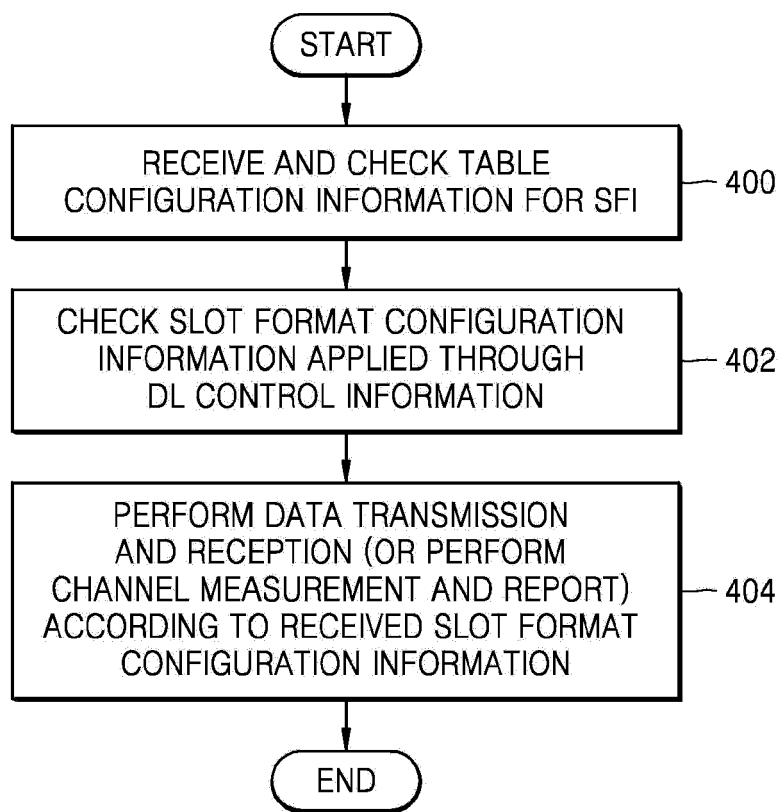 START
RECEIVE AND CHECK TABLE
CONFIGURATION INFORMATION FOR SFI
400
CHECK SLOT FORMAT CONFIGURATION
INFORMATION APPLIED THROUGH
DL CONTROL INFORMATION
402
PERFORM DATA TRANSMISSION
AND RECEPTION (OR PERFORM
CHANNEL MEASUREMENT AND REPORT)
ACCORDING TO RECEIVED SLOT FORMAT
CONFIGURATION INFORMATION
404
END